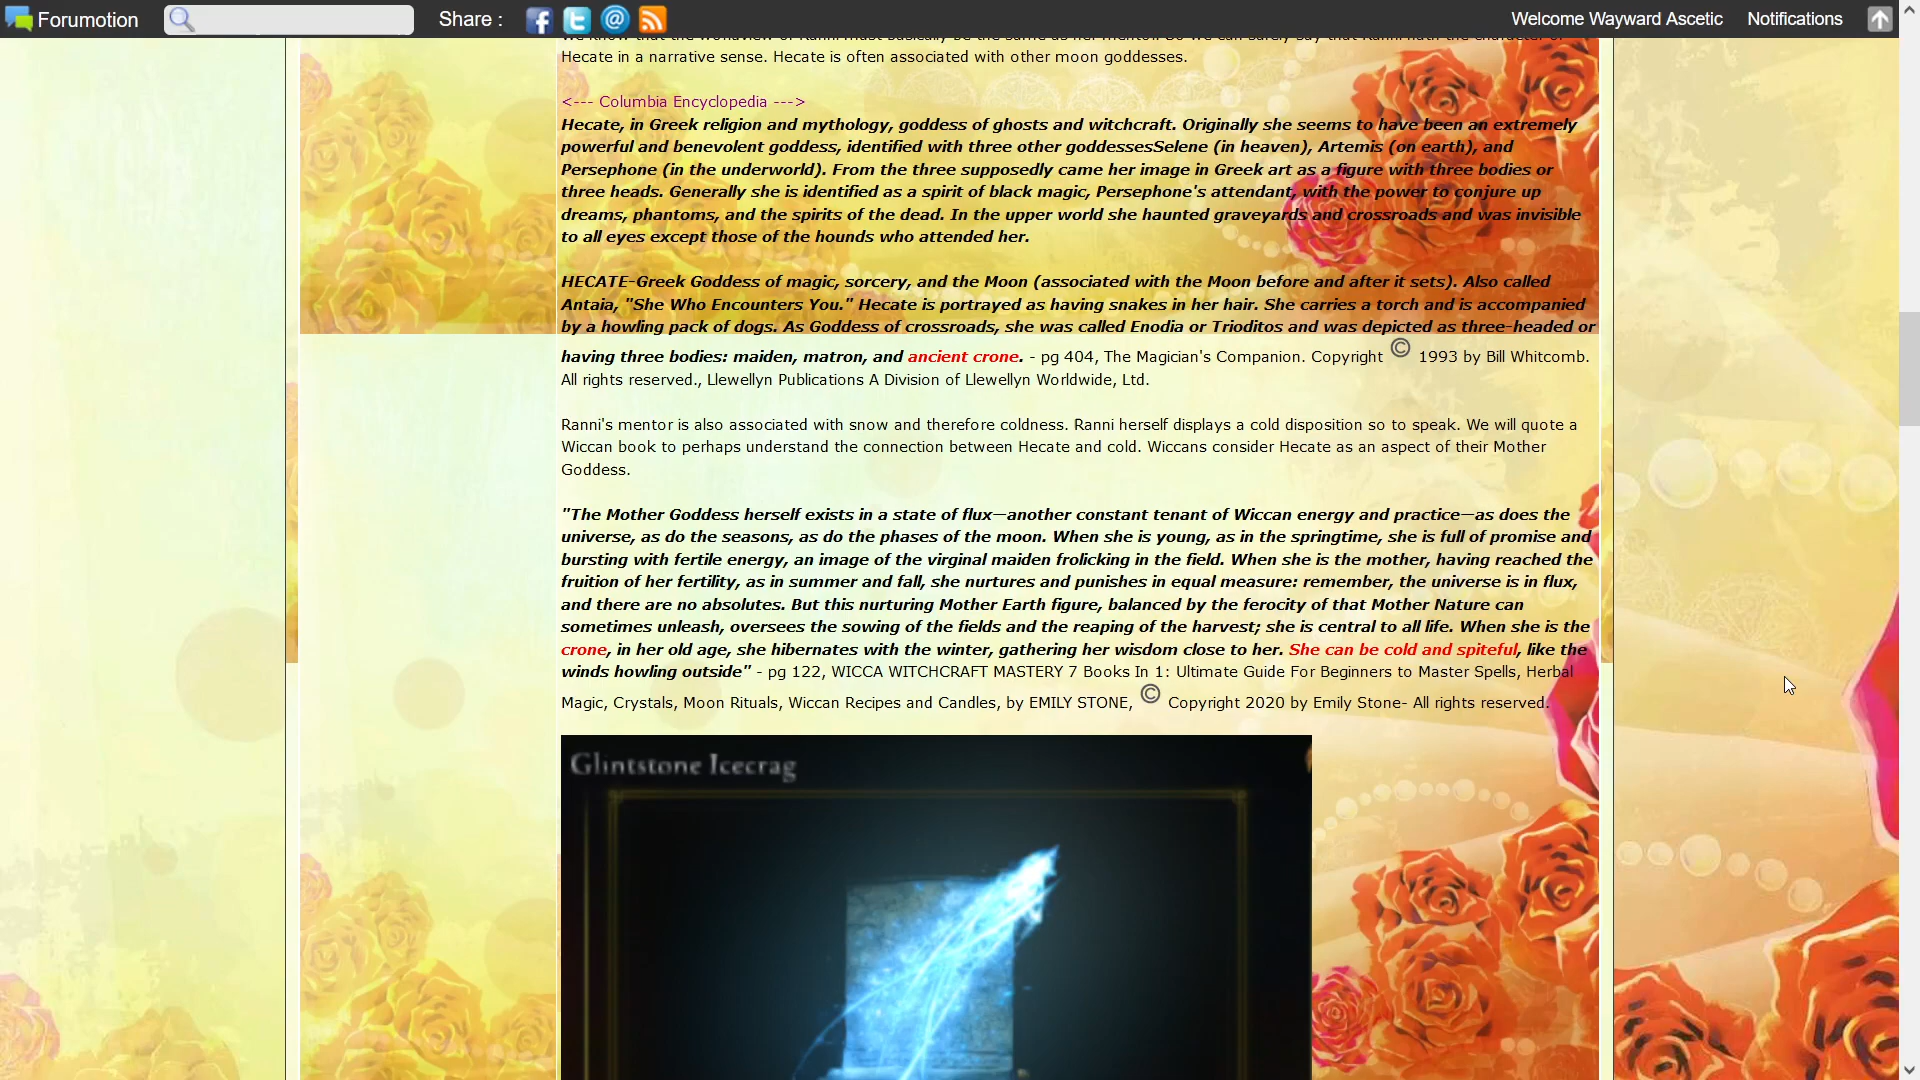 Forumotion
Share :
Welcome Wayward Ascetic
Notifications
Hecate in a narrative sense. Hecate is often associated with other moon goddesses.
<--- Columbia Encyclopedia --->
Hecate, in Greek religion and mythology, goddess of ghosts and witchcraft. Originally she seems to have been an extremely
powerful and benevolent goddess, identified with three other goddessesSelene (in heaven), Artemis (on earth), and
Persephone (in the underworld). From the three supposedly came her image in Greek art as a figure with three bodies or
three heads. Generally she is identified as a spirit of black magic, Persephone's attendant, with the power to conjure up
dreams, phantoms, and the spirits of the dead. In the upper world she haunted graveyards and crossroads and was invisible
to all eyes except those of the hounds who attended her.
HECATE-Greek Goddess of magic, sorcery, and the Moon (associated with the Moon before and after it sets). Also called
Antaia, "She Who Encounters You." Hecate is portrayed as having snakes in her hair. She carries a torch and is accompanied
by a howling pack of dogs. As Goddess of crossroads, she was called Enodia or Trioditos and was depicted as three-headed or
having three bodies: maiden, matron, and ancient crone. - pg 404, The Magician's Companion. Copyright © 1993 by Bill Whitcomb.
All rights reserved., Llewellyn Publications A Division of Llewellyn Worldwide, Ltd.
Ranni's mentor is also associated with snow and therefore coldness. Ranni herself displays a cold disposition so to speak. We will quote a
Wiccan book to perhaps understand the connection between Hecate and cold. Wiccans consider Hecate as an aspect of their Mother
Goddess.
"The Mother Goddess herself exists in a state of flux—another constant tenant of Wiccan energy and practice—as does the
universe, as do the seasons, as do the phases of the moon. When she is young, as in the springtime, she is full of promise and
bursting with fertile energy, an image of the virginal maiden frolicking in the field. When she is the mother, having reached the
fruition of her fertility, as in summer and fall, she nurtures and punishes in equal measure: remember, the universe is in flux,
and there are no absolutes. But this nurturing Mother Earth figure, balanced by the ferocity of that Mother Nature can
sometimes unleash, oversees the sowing of the fields and the reaping of the harvest; she is central to all life. When she is the
crone, in her old age, she hibernates with the winter, gathering her wisdom close to her. She can be cold and spiteful, like the
winds howling outside" - pg 122, WICCA WITCHCRAFT MASTERY 7 Books In 1: Ultimate Guide For Beginners to Master Spells, Herbal
Magic, Crystals, Moon Rituals, Wiccan Recipes and Candles, by EMILY STONE, © Copyright 2020 by Emily Stone- All rights reserved.
Glintstone Icecrag